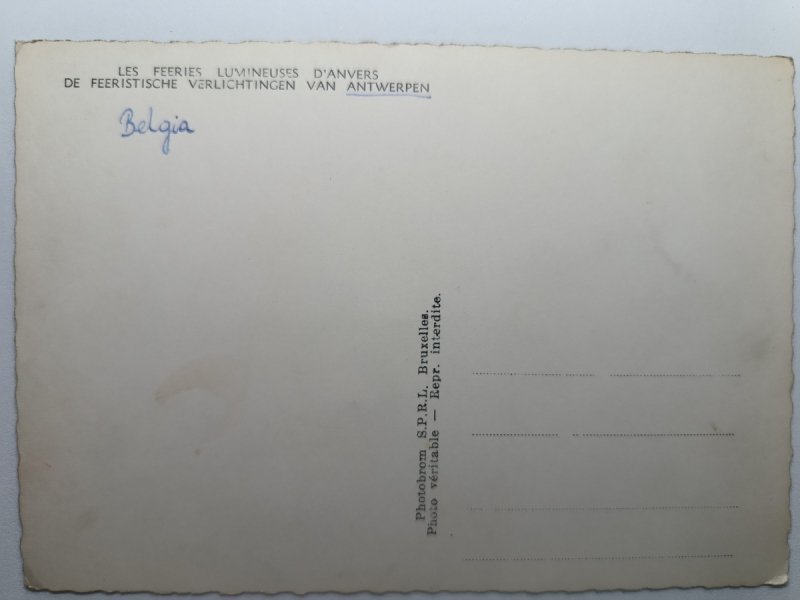 LES FEERIES LUMINEUSES D'ANVERS
DE FEERISTISCHE VERLICHTINGEN VAN ANTWERPEN
Belgia
Photobrom S.P.R.L. Bruxelles.
Photo véritable — Repr. interdite.